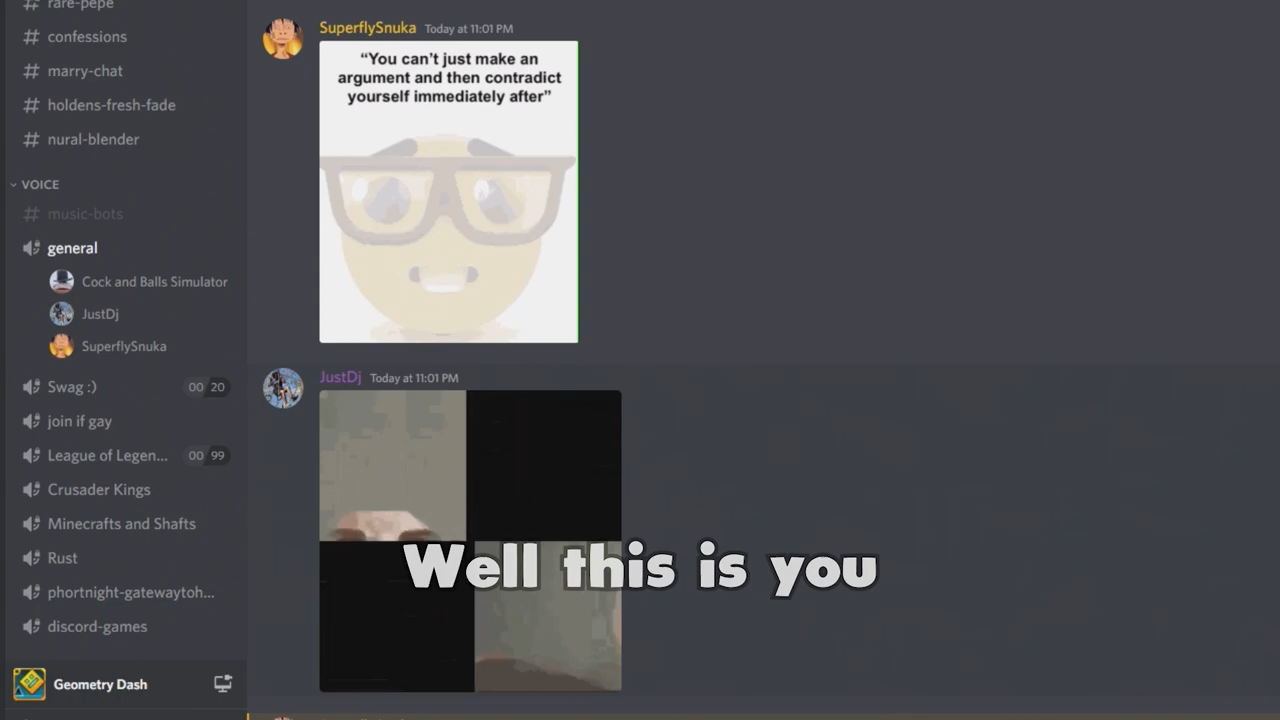 rare-pepe
confessions
marry-chat
holdens-fresh-fade
nural-blender
VOICE
music-bots
general
Cock and Balls Simulator
JustDj
SuperflySnuka
Swag :)
00 20
join if gay
League of Legen...
00 99
Crusader Kings
Minecrafts and Shafts
Rust
phortnight-gatewaytoh...
discord-games
Geometry Dash
SuperflySnuka Today at 11:01 PM
“You can’t just make an
argument and then contradict
yourself immediately after”
JustDj Today at 11:01 PM
Well this is you